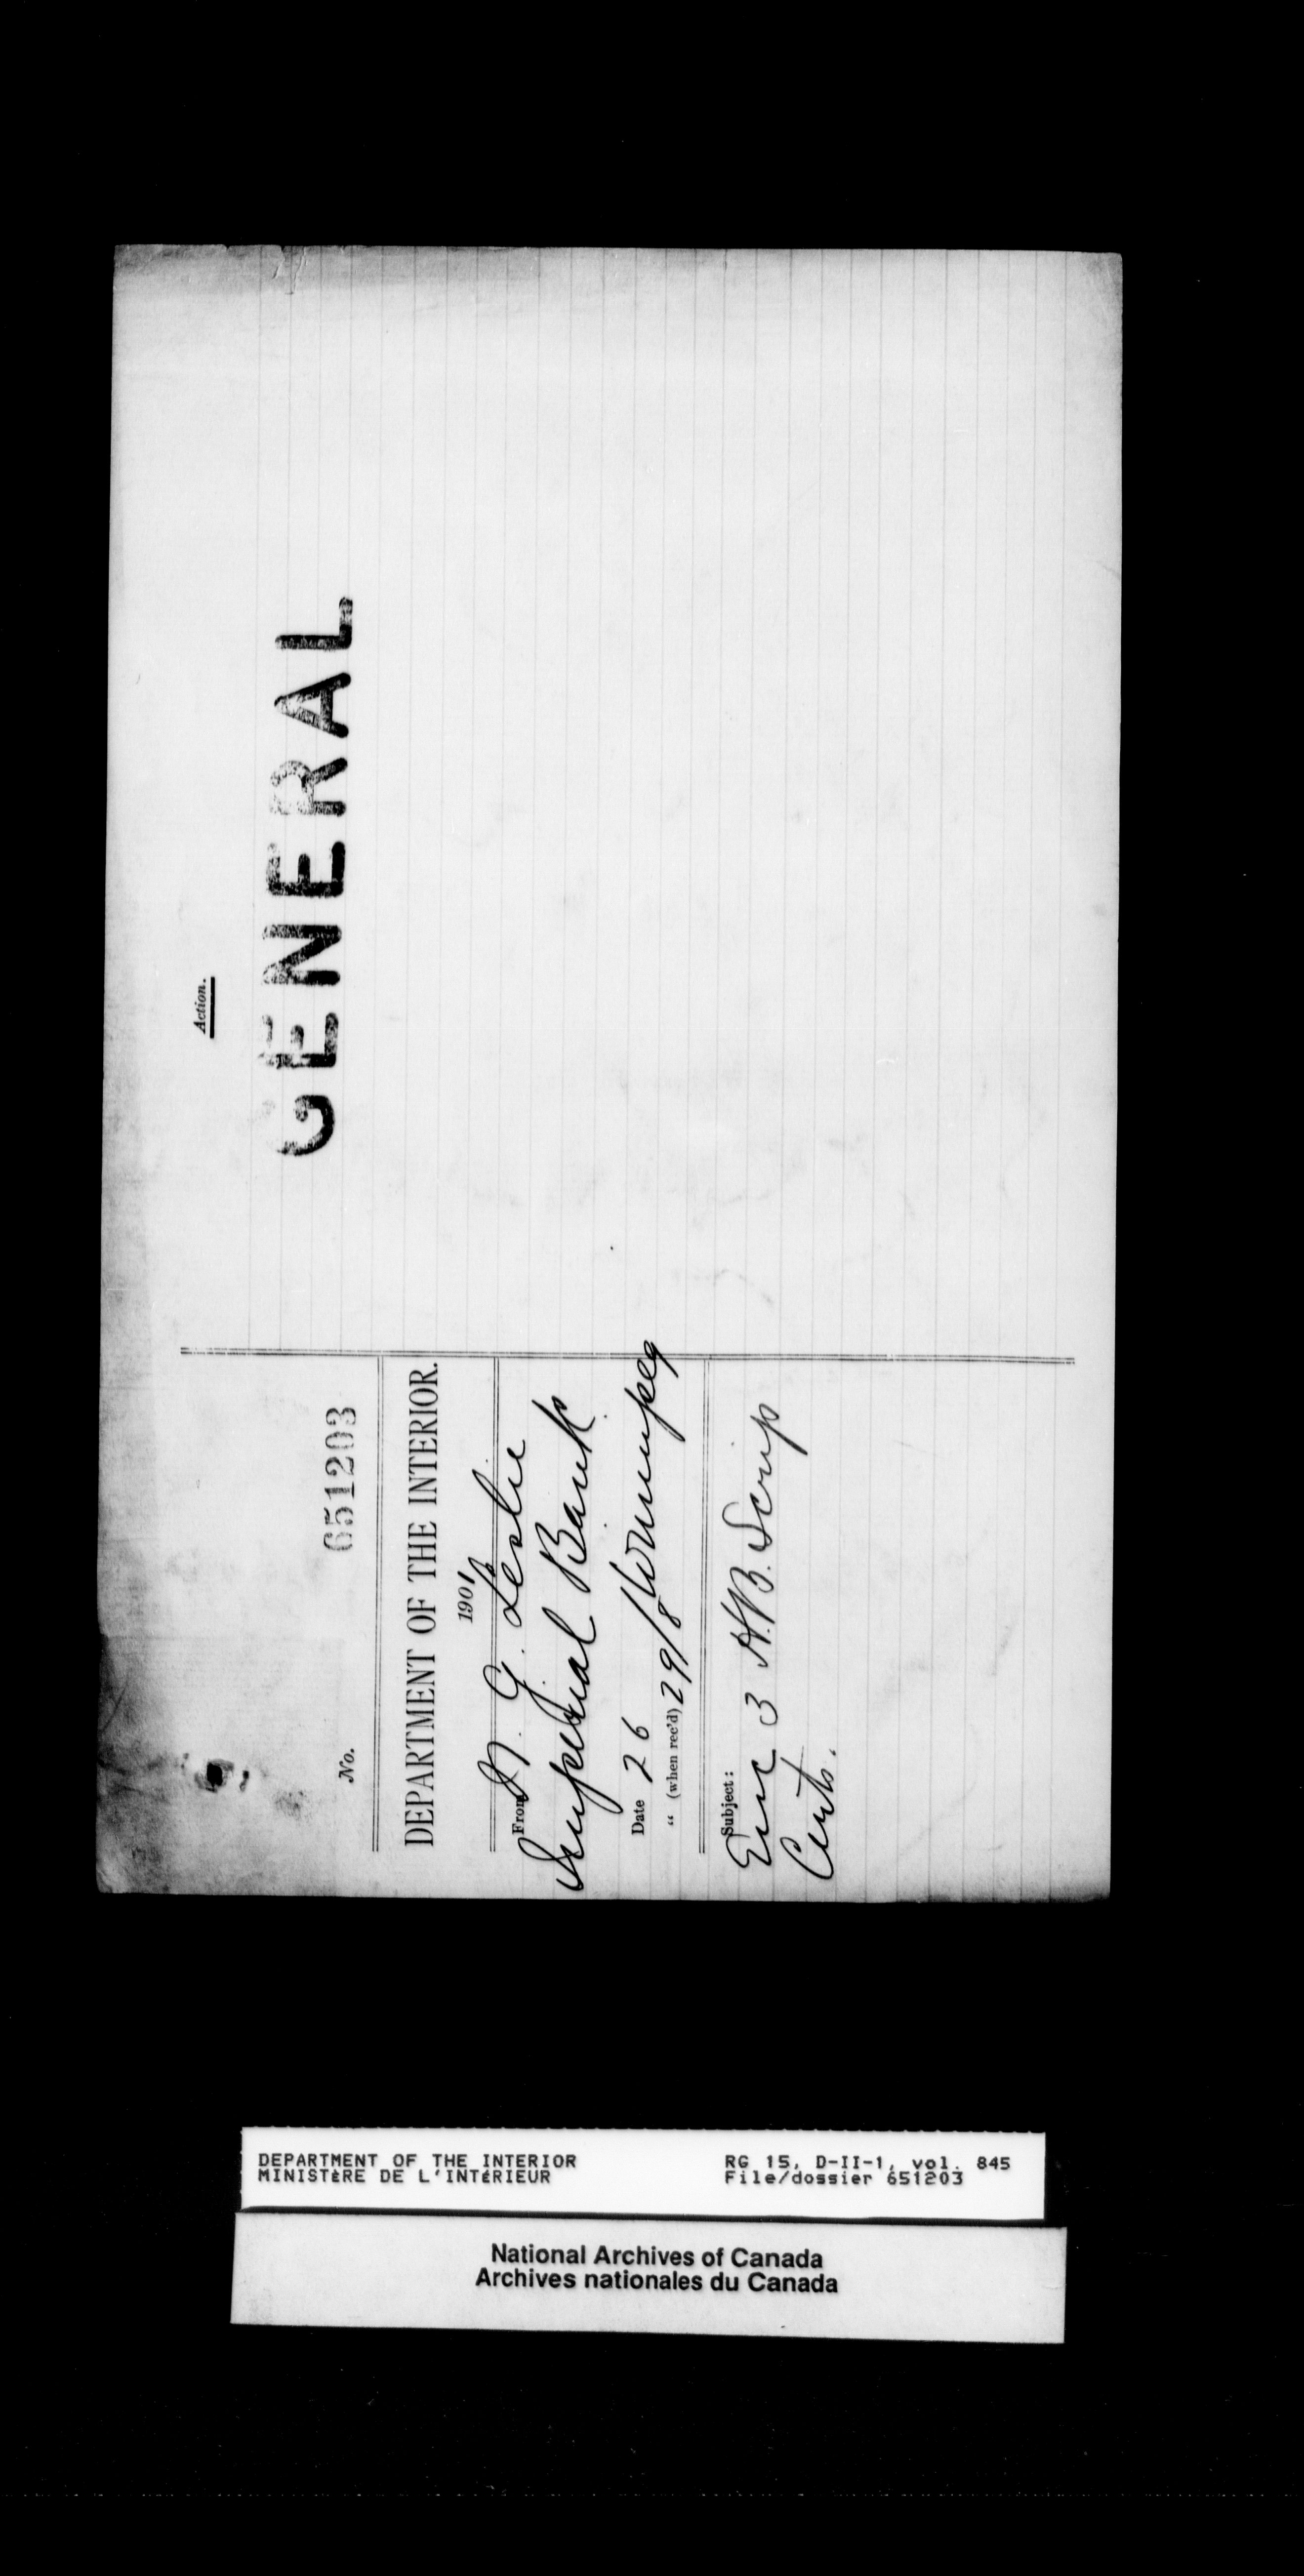 No. 651203
DEPARTMENT OF THE INTERIOR.
1901
From N. G. Leslie
Imperial Bank
Date 26 Winnipeg
" (when rec'd) 29/8
Subject:
Enc 3 H.B. Scrip
Certs.
Action.
GENERAL
DEPARTMENT OF THE INTERIOR
MINISTÈRE DE L'INTÉRIEUR
RG 15, D-II-1, vol. 845
File/dossier 651203
National Archives of Canada
Archives nationales du Canada